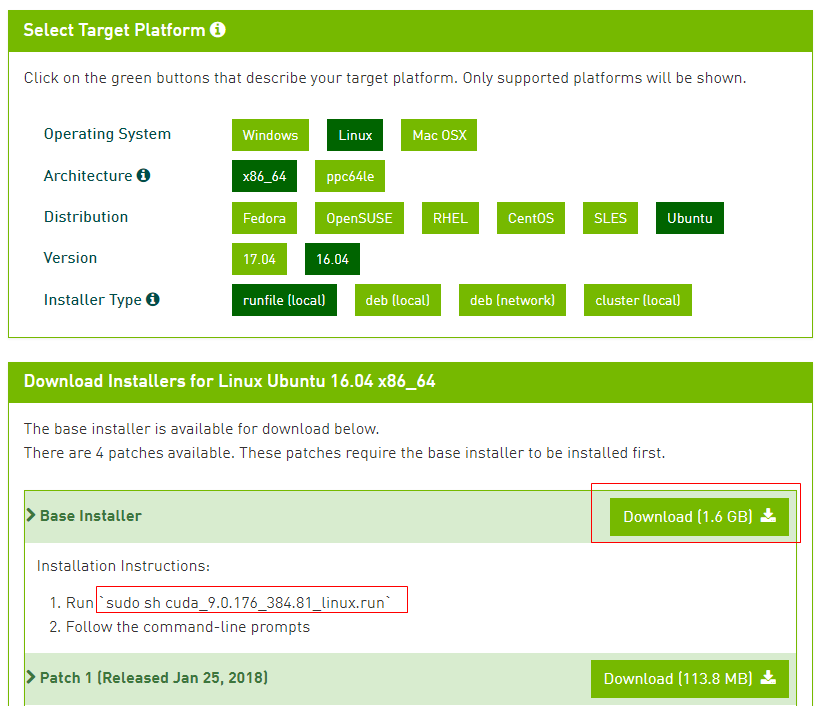 Select Target Platform
Click on the green buttons that describe your target platform. Only supported platforms will be shown.
Operating System Windows Linux Mac OSX
Architecture x86_64 ppc64le
Distribution Fedora OpenSUSE RHEL CentOS SLES Ubuntu
Version 17.04 16.04
Installer Type runfile (local) deb (local) deb (network) cluster (local)
Download Installers for Linux Ubuntu 16.04 x86_64
The base installer is available for download below.
There are 4 patches available. These patches require the base installer to be installed first.
Base Installer Download (1.6 GB)
Installation Instructions:
1. Run `sudo sh cuda_9.0.176_384.81_linux.run`
2. Follow the command-line prompts
Patch 1 (Released Jan 25, 2018) Download (113.8 MB)